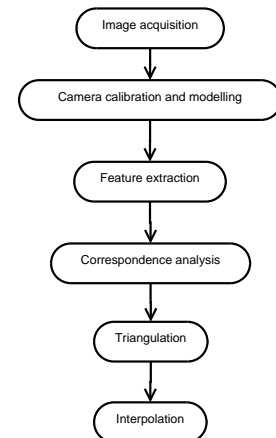 Image acquisition
Camera calibration and modelling
Feature extraction
Correspondence analysis
Triangulation
Interpolation